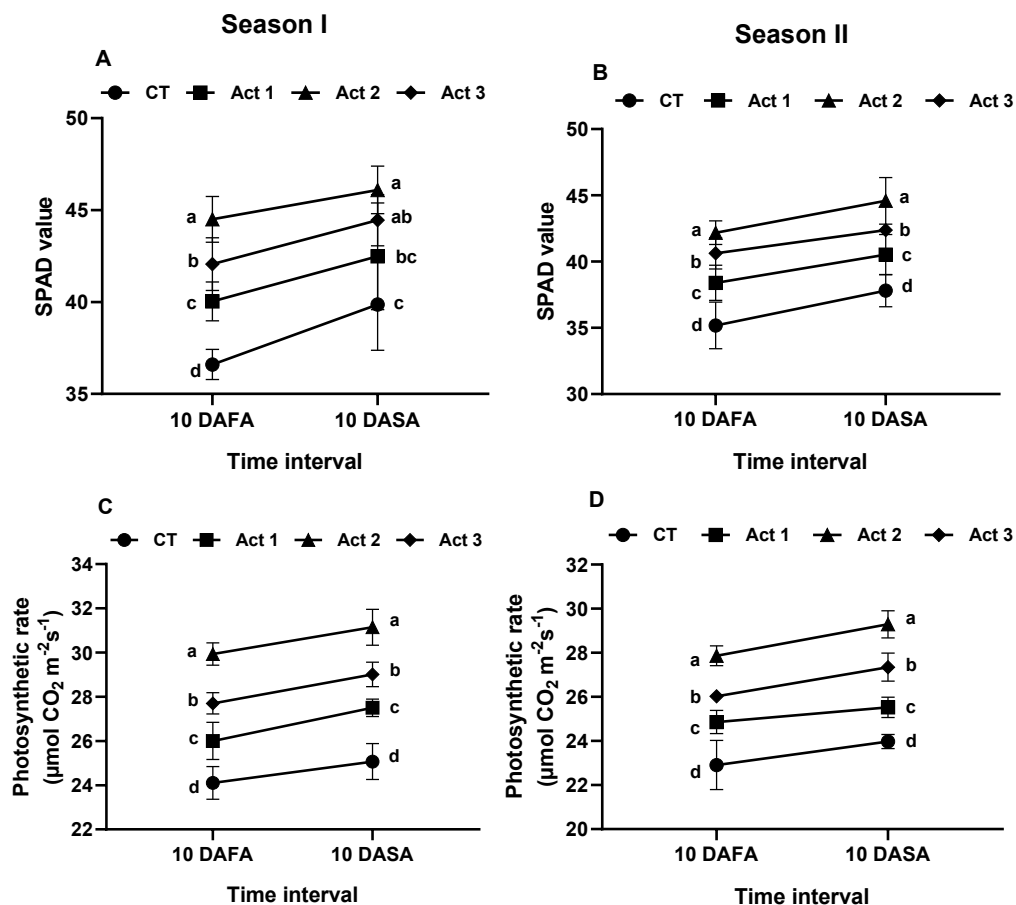 Season I
Season II
A
CT Act 1 Act 2 Act 3
50
45
40
35
SPAD value
a
b
c
d
a
ab
bc
c
10 DAFA 10 DASA
Time interval
B
CT Act 1 Act 2 Act 3
50
45
40
35
30
SPAD value
a
b
c
d
a
b
c
d
10 DAFA 10 DASA
Time interval
C
CT Act 1 Act 2 Act 3
34
32
30
28
26
24
22
Photosynthetic rate
(µmol CO₂ m⁻²s⁻¹)
a
b
c
d
a
b
c
d
10 DAFA 10 DASA
Time interval
D
CT Act 1 Act 2 Act 3
32
30
28
26
24
22
20
Photosynthetic rate
(µmol CO₂ m⁻²s⁻¹)
a
b
c
d
a
b
c
d
10 DAFA 10 DASA
Time interval